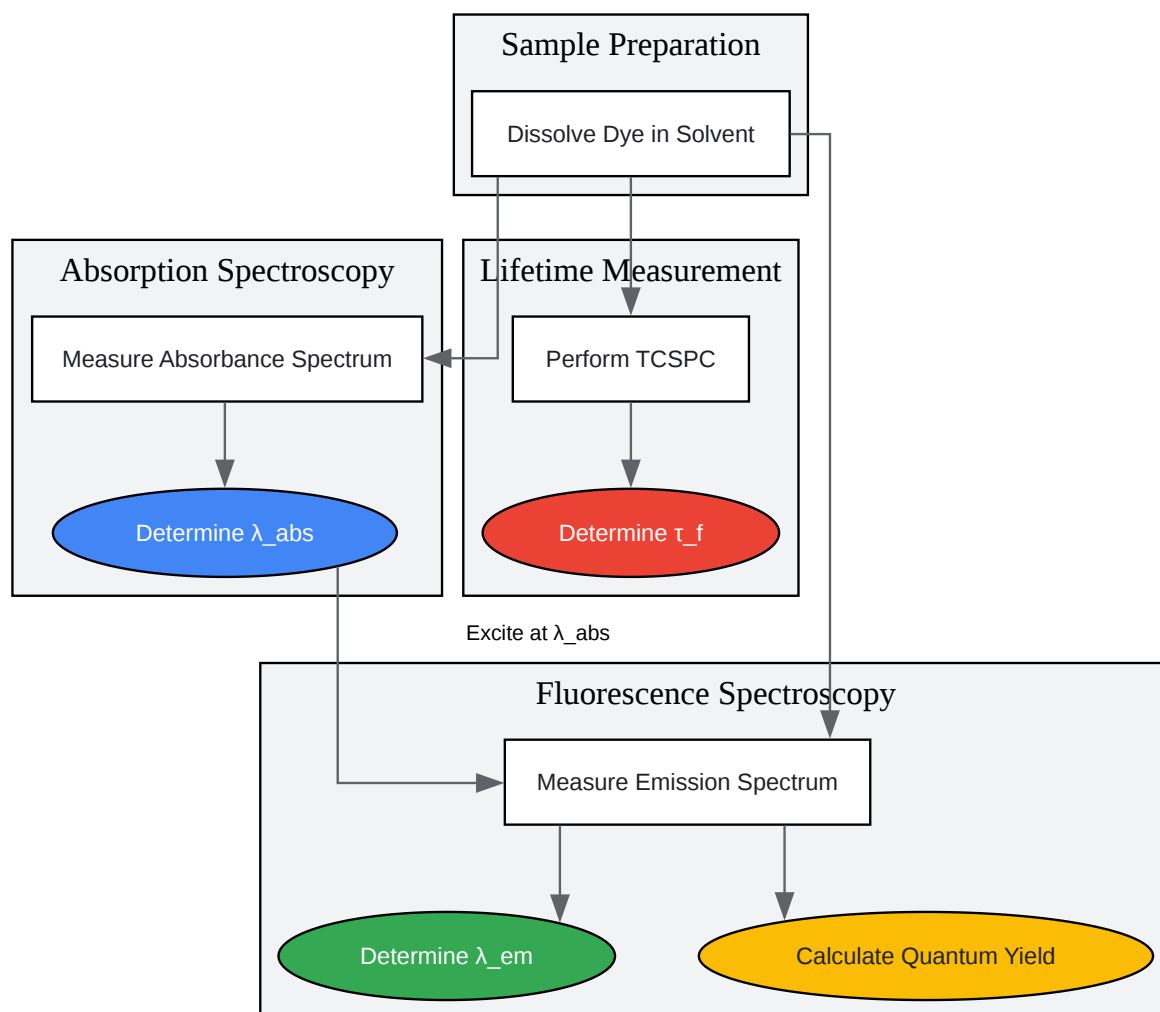 Sample Preparation
Dissolve Dye in Solvent
Absorption Spectroscopy
Lifetime Measurement
Measure Absorbance Spectrum
Perform TCSPC
Determine λ_abs
Determine τ_f
Excite at λ_abs
Fluorescence Spectroscopy
Measure Emission Spectrum
Determine λ_em
Calculate Quantum Yield